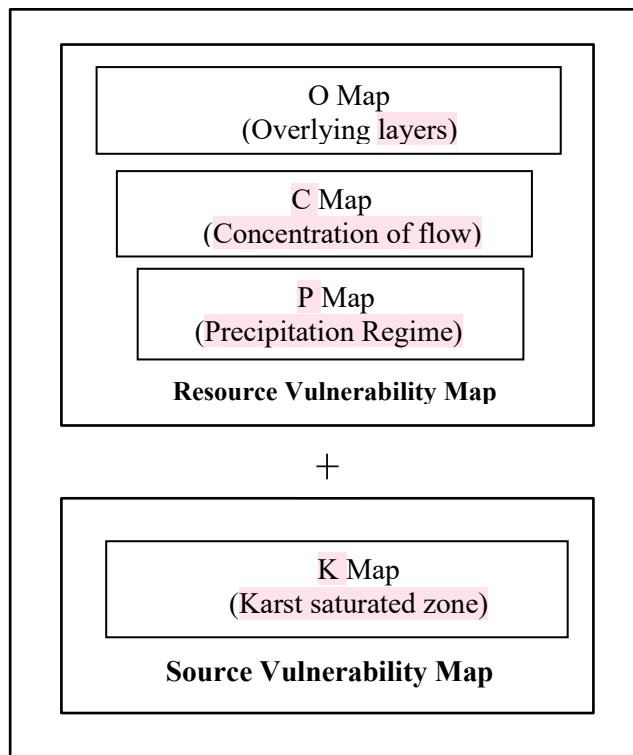 O Map
(Overlying layers)
C Map
(Concentration of flow)
P Map
(Precipitation Regime)
Resource Vulnerability Map
+
K Map
(Karst saturated zone)
Source Vulnerability Map